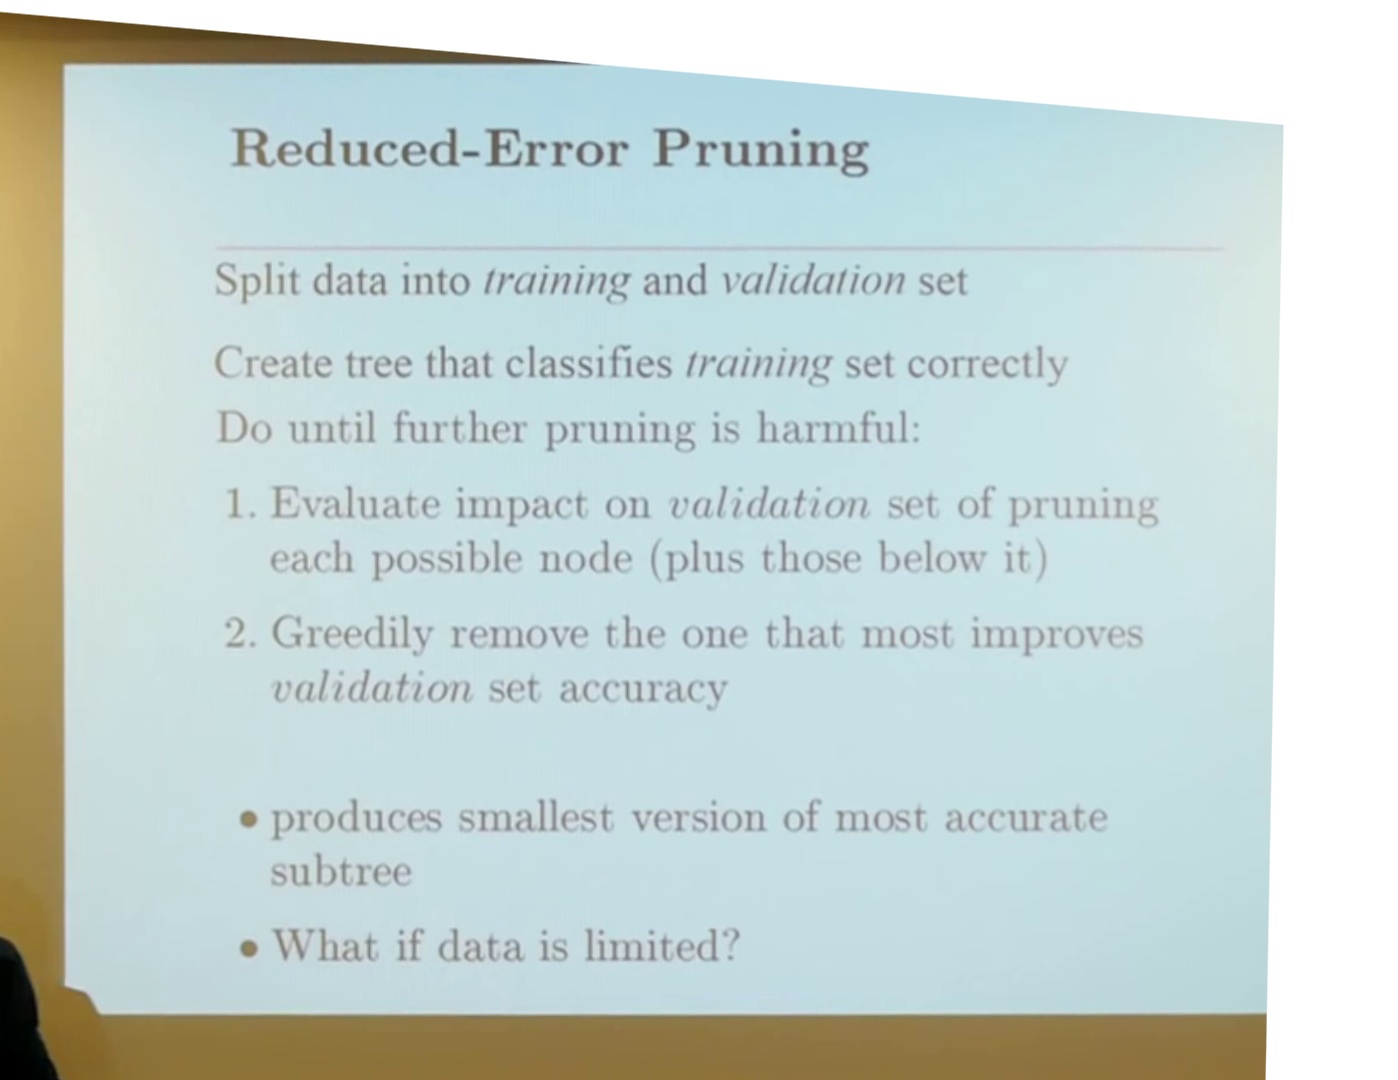 Reduced-Error Pruning
Split data into training and validation set
Create tree that classifies training set correctly
Do until further pruning is harmful:
1. Evaluate impact on validation set of pruning
each possible node (plus those below it)
2. Greedily remove the one that most improves
validation set accuracy
• produces smallest version of most accurate
subtree
• What if data is limited?